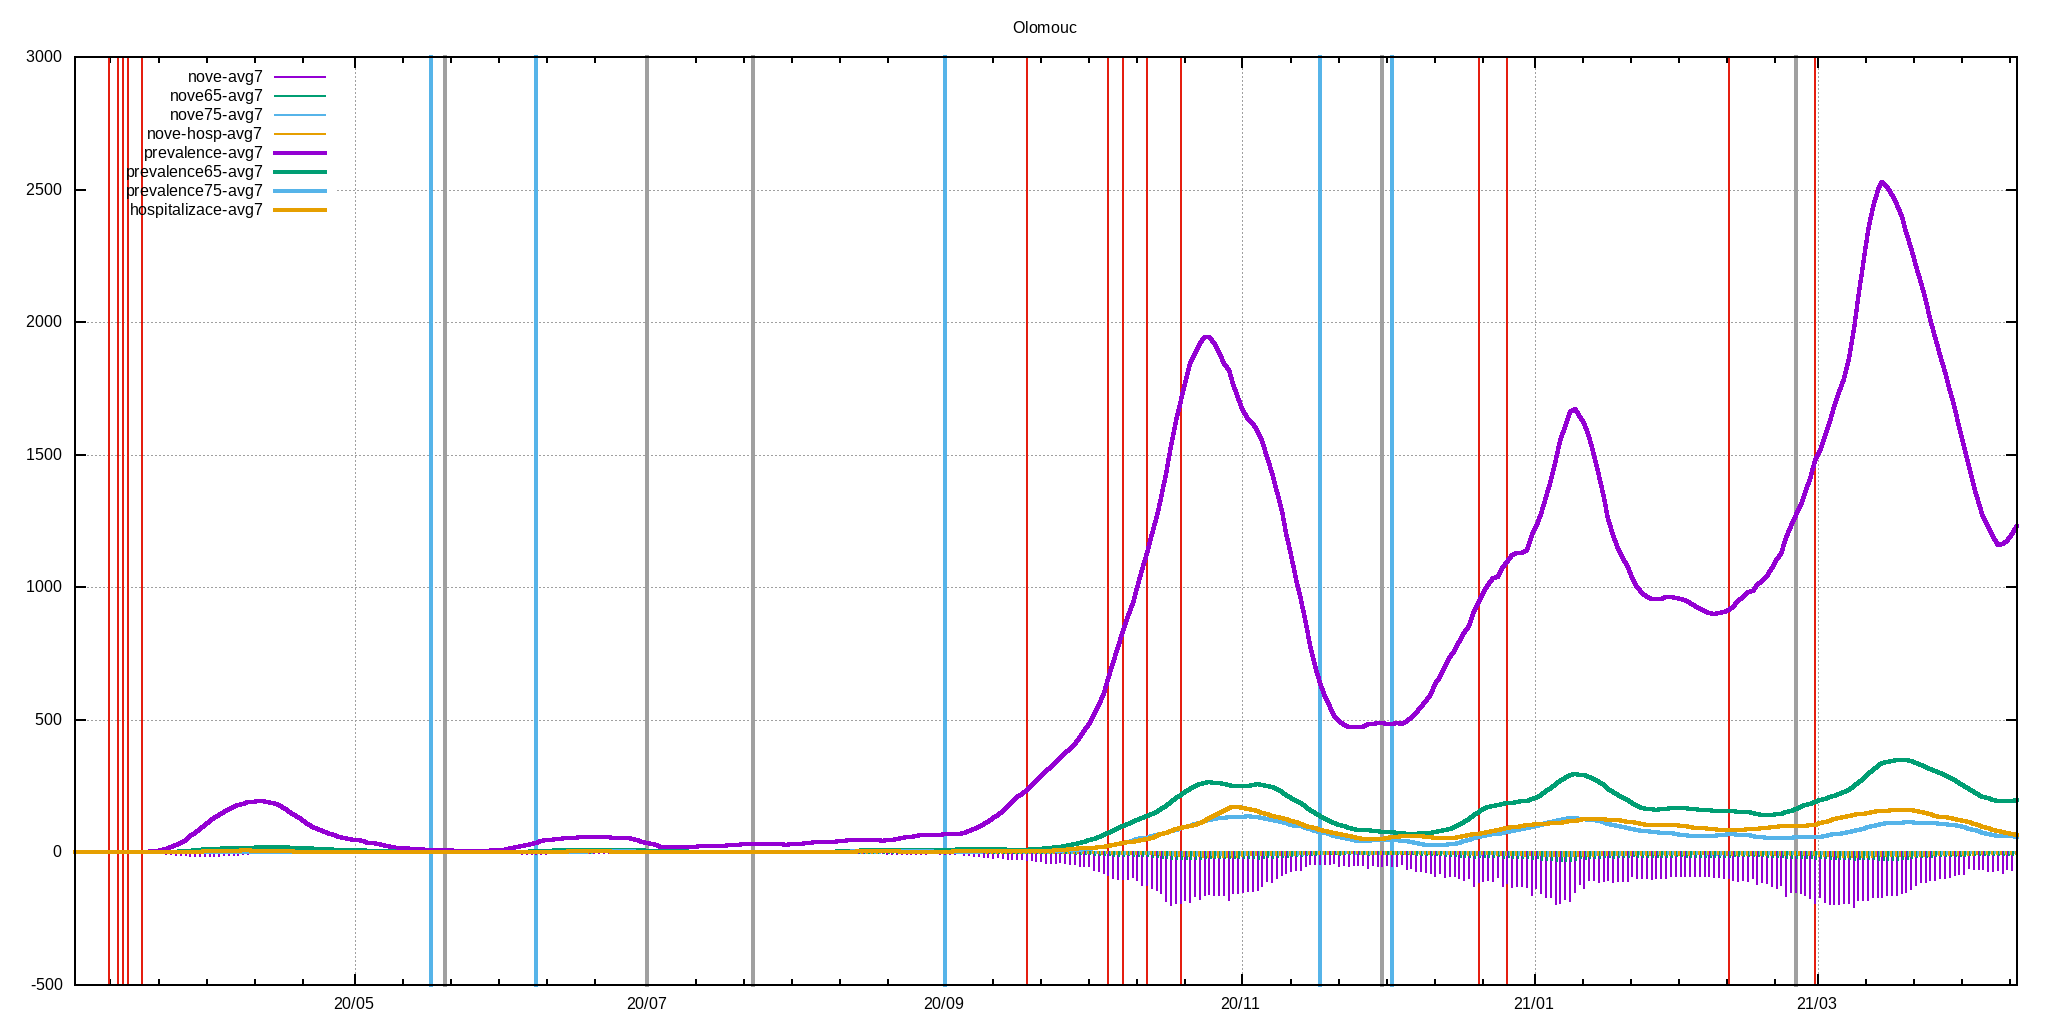 Olomouc
3000
2500
2000
1500
1000
500
0
-500
nove-avg7
nove65-avg7
nove75-avg7
nove-hosp-avg7
prevalence-avg7
prevalence65-avg7
prevalence75-avg7
hospitalizace-avg7
20/05
20/07
20/09
20/11
21/01
21/03